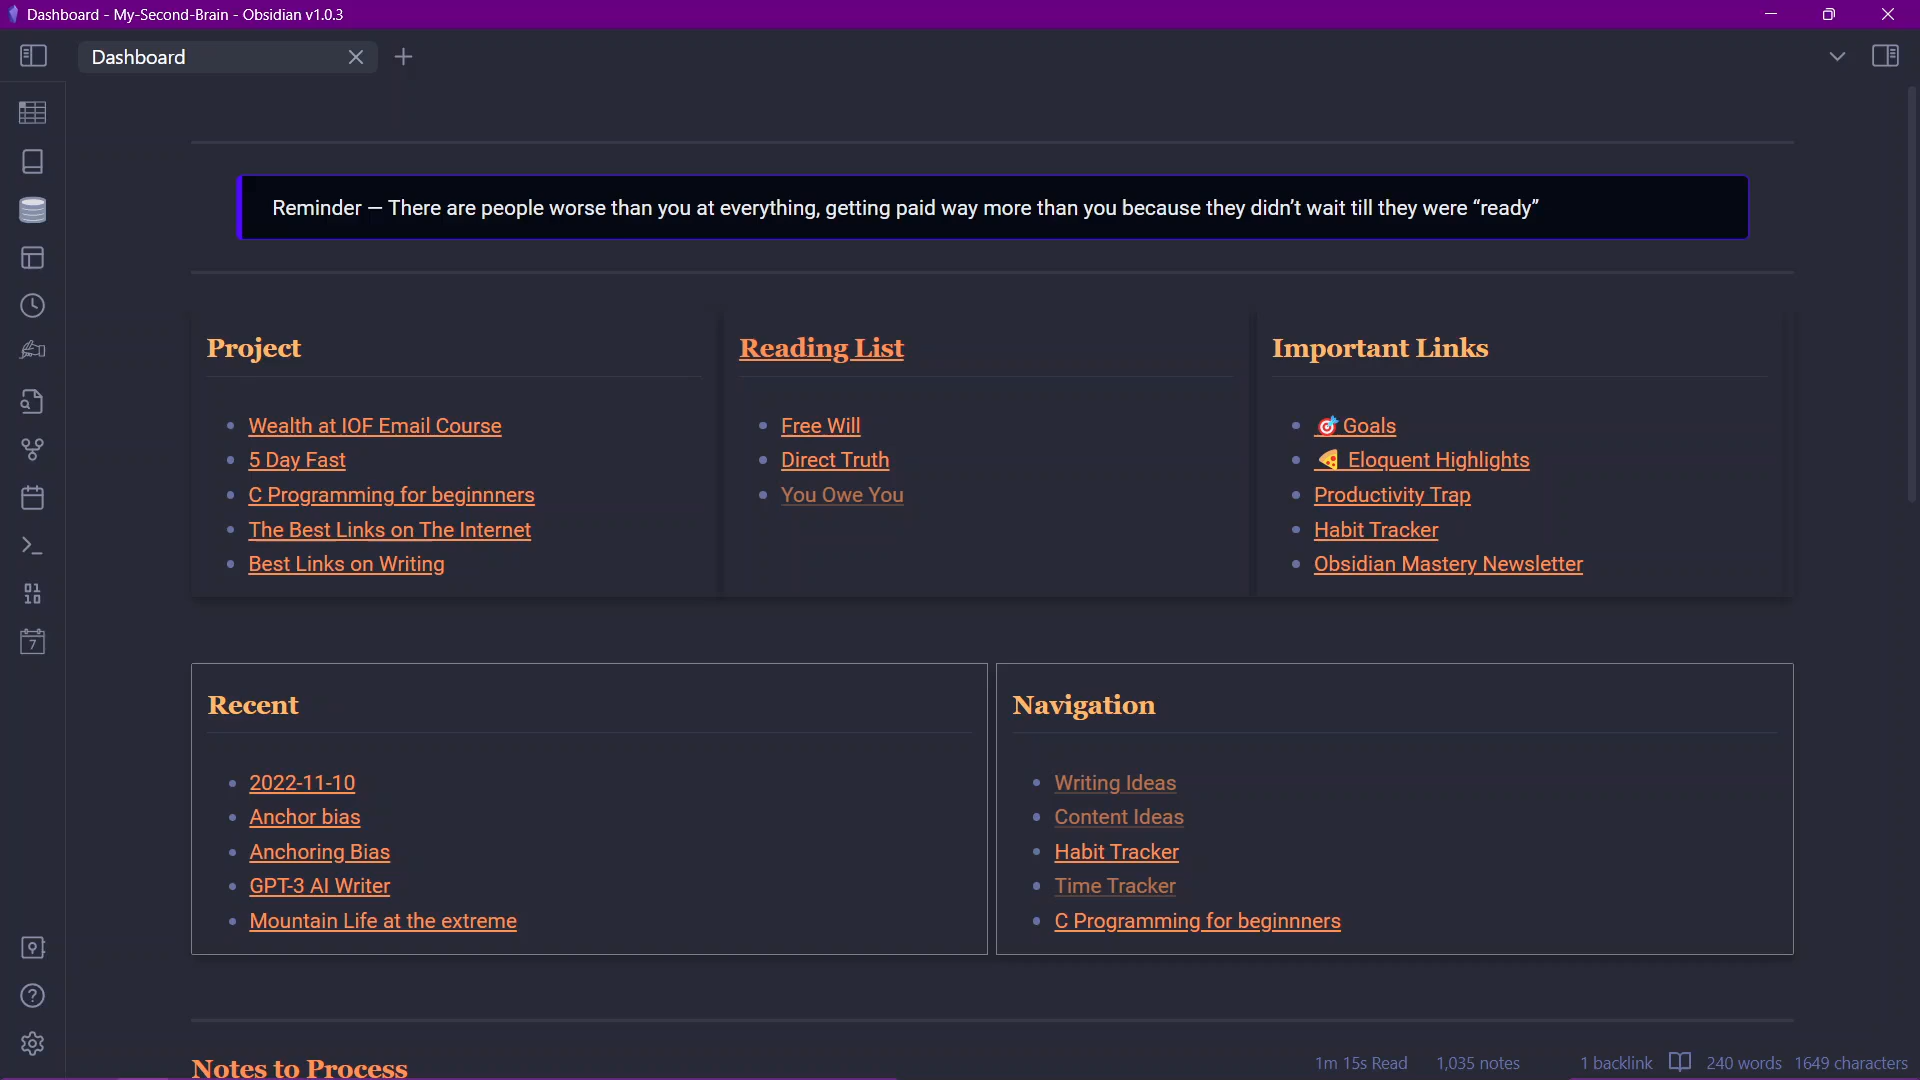 Dashboard - My-Second-Brain - Obsidian v1.0.3
Dashboard
Reminder — There are people worse than you at everything, getting paid way more than you because they didn’t wait till they were “ready”
Project
Wealth at IOF Email Course
5 Day Fast
C Programming for beginnners
The Best Links on The Internet
Best Links on Writing
Reading List
Free Will
Direct Truth
You Owe You
Important Links
🎯 Goals
🍕 Eloquent Highlights
Productivity Trap
Habit Tracker
Obsidian Mastery Newsletter
Recent
2022-11-10
Anchor bias
Anchoring Bias
GPT-3 AI Writer
Mountain Life at the extreme
Navigation
Writing Ideas
Content Ideas
Habit Tracker
Time Tracker
C Programming for beginnners
Notes to Process
7
1m 15s Read 1,035 notes 1 backlink 240 words 1649 characters